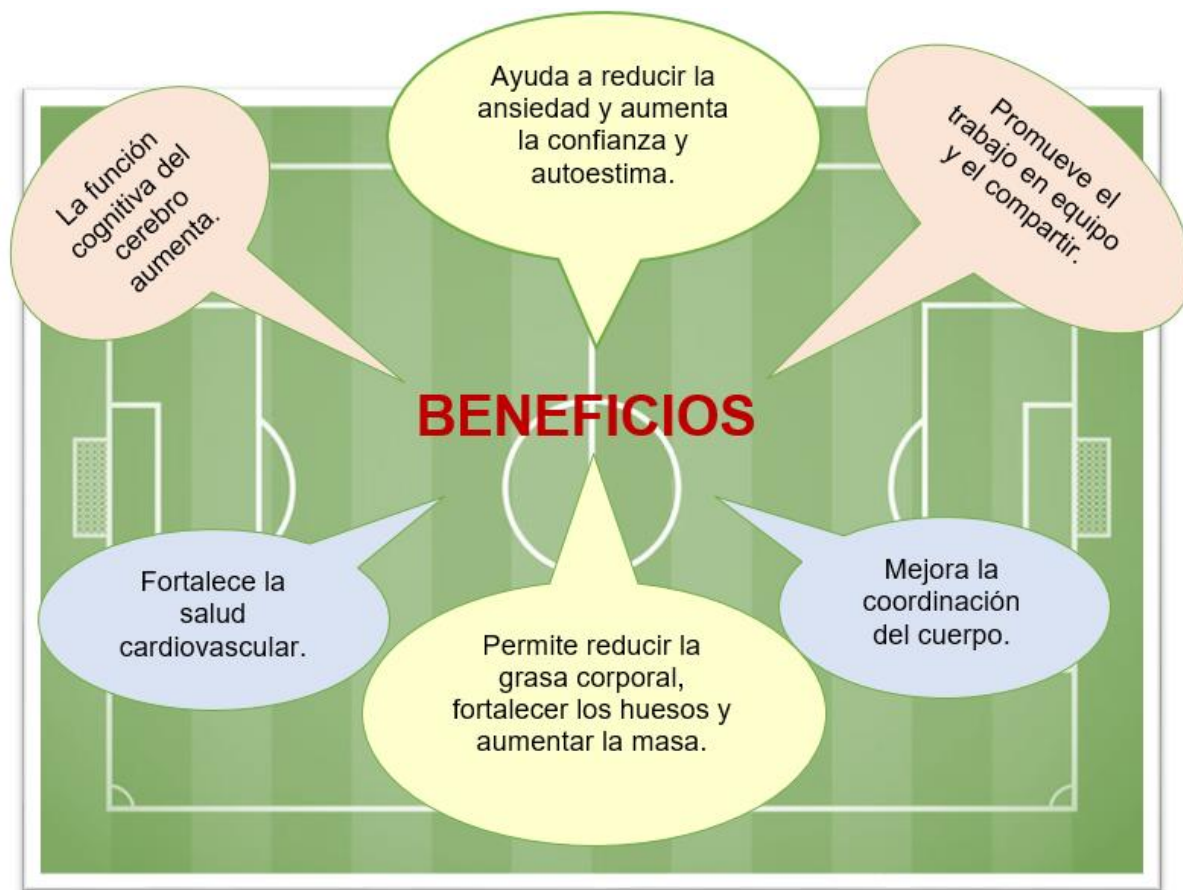 La función
cognitiva del
cerebro
aumenta.
Ayuda a reducir la
ansiedad y aumenta
la confianza y
autoestima.
Promueve el
trabajo en equipo
y el compartir.
BENEFICIOS
Fortalece la
salud
cardiovascular.
Permite reducir la
grasa corporal,
fortalecer los huesos y
aumentar la masa.
Mejora la
coordinación
del cuerpo.